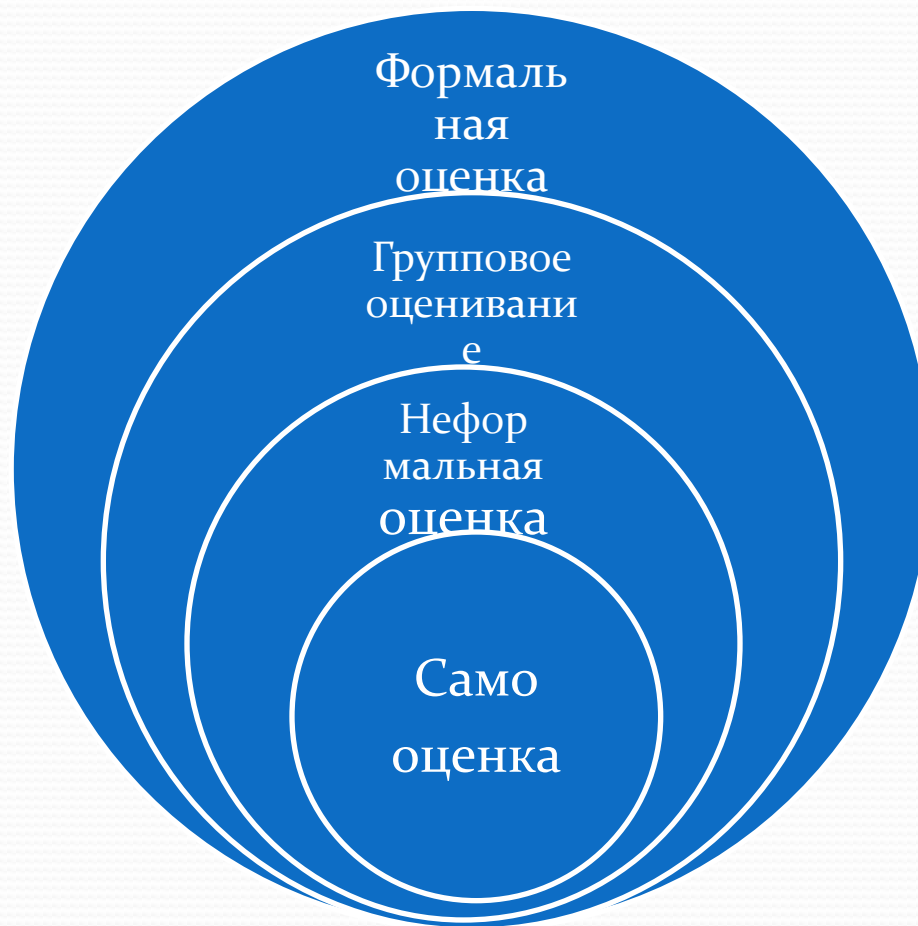 Формаль
ная
оценка
Групповое
оценивани
е
Нефор
мальная
оценка
Само
оценка